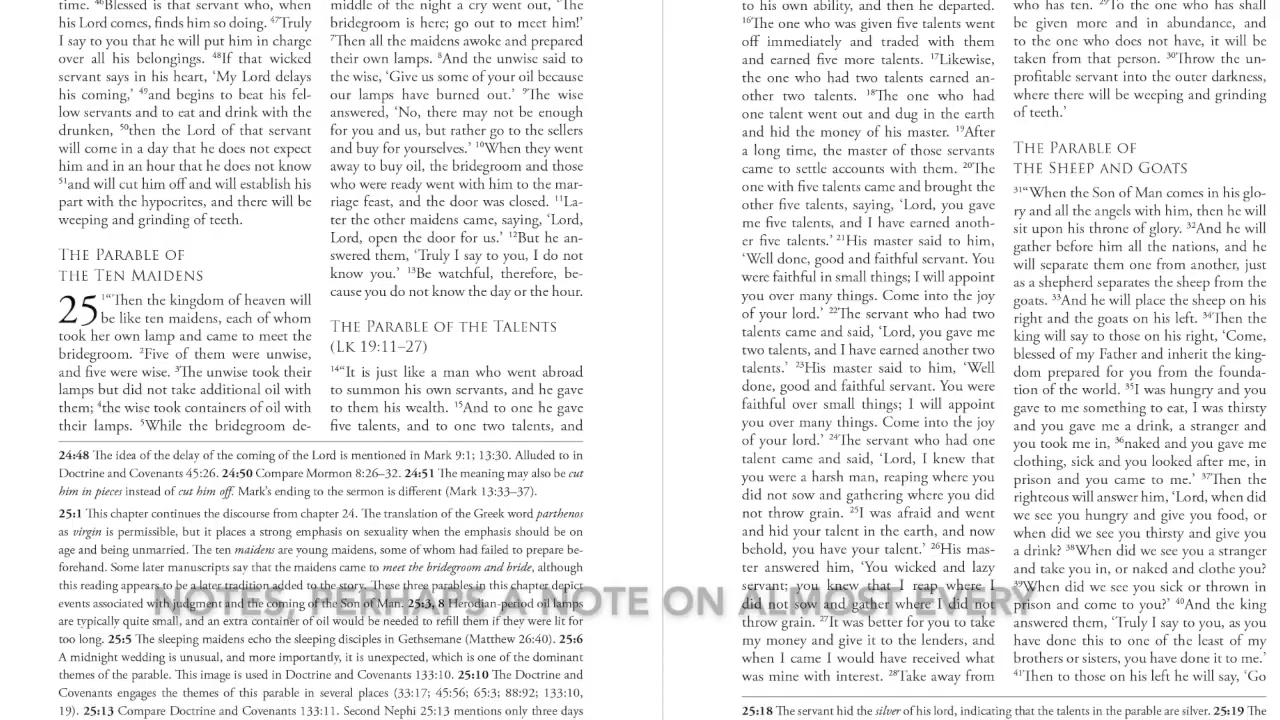 time. 46Blessed is that servant who, when
his Lord comes, finds him so doing. 47Truly
I say to you that he will put him in charge
over all his belongings. 48If that wicked
servant says in his heart, ‘My Lord delays
his coming,’ 49and begins to beat his fel-
low servants and to eat and drink with the
drunken, 50then the Lord of that servant
will come in a day that he does not expect
him and in an hour that he does not know
51and will cut him off and will establish his
part with the hypocrites, and there will be
weeping and grinding of teeth.
The Parable of
the Ten Maidens
25 1“Then the kingdom of heaven will
be like ten maidens, each of whom
took her own lamp and came to meet the
bridegroom. 2Five of them were unwise,
and five were wise. 3The unwise took their
lamps but did not take additional oil with
them; 4the wise took containers of oil with
their lamps. 5While the bridegroom de-
middle of the night a cry went out, ‘The
bridegroom is here; go out to meet him!’
7Then all the maidens awoke and prepared
their own lamps. 8And the unwise said to
the wise, ‘Give us some of your oil because
our lamps have burned out.’ 9The wise
answered, ‘No, there may not be enough
for you and us, but rather go to the sellers
and buy for yourselves.’ 10When they went
away to buy oil, the bridegroom and those
who were ready went with him to the mar-
riage feast, and the door was closed. 11La-
ter the other maidens came, saying, ‘Lord,
Lord, open the door for us.’ 12But he an-
swered them, ‘Truly I say to you, I do not
know you.’ 13Be watchful, therefore, be-
cause you do not know the day or the hour.
The Parable of the Talents
(Lk 19:11–27)
14“It is just like a man who went abroad
to summon his own servants, and he gave
to them his wealth. 15And to one he gave
five talents, and to one two talents, and
24:48 The idea of the delay of the coming of the Lord is mentioned in Mark 9:1; 13:30. Alluded to in
Doctrine and Covenants 45:26. 24:50 Compare Mormon 8:26–32. 24:51 The meaning may also be cut
him in pieces instead of cut him off. Mark’s ending to the sermon is different (Mark 13:33–37).
25:1 This chapter continues the discourse from chapter 24. The translation of the Greek word parthenos
as virgin is permissible, but it places a strong emphasis on sexuality when the emphasis should be on
age and being unmarried. The ten maidens are young maidens, some of whom had failed to prepare be-
forehand. Some later manuscripts say that the maidens came to meet the bridegroom and bride, although
this reading appears to be a later tradition added to the story. These three parables in this chapter depict
events associated with judgment and the coming of the Son of Man. 25:3, 8 Herodian-period oil lamps
are typically quite small, and an extra container of oil would be needed to refill them if they were lit for
too long. 25:5 The sleeping maidens echo the sleeping disciples in Gethsemane (Matthew 26:40). 25:6
A midnight wedding is unusual, and more importantly, it is unexpected, which is one of the dominant
themes of the parable. This image is used in Doctrine and Covenants 133:10. 25:10 The Doctrine and
Covenants engages the themes of this parable in several places (33:17; 45:56; 65:3; 88:92; 133:10,
19). 25:13 Compare Doctrine and Covenants 133:11. Second Nephi 25:13 mentions only three days
to his own ability, and then he departed.
16The one who was given five talents went
off immediately and traded with them
and earned five more talents. 17Likewise,
the one who had two talents earned an-
other two talents. 18The one who had
one talent went out and dug in the earth
and hid the money of his master. 19After
a long time, the master of those servants
came to settle accounts with them. 20The
one with five talents came and brought the
other five talents, saying, ‘Lord, you gave
me five talents, and I have earned anoth-
er five talents.’ 21His master said to him,
‘Well done, good and faithful servant. You
were faithful in small things; I will appoint
you over many things. Come into the joy
of your lord.’ 22The servant who had two
talents came and said, ‘Lord, you gave me
two talents, and I have earned another two
talents.’ 23His master said to him, ‘Well
done, good and faithful servant. You were
faithful over small things; I will appoint
you over many things. Come into the joy
of your lord.’ 24The servant who had one
talent came and said, ‘Lord, I knew that
you were a harsh man, reaping where you
did not sow and gathering where you did
not throw grain. 25I was afraid and went
and hid your talent in the earth, and now
behold, you have your talent.’ 26His mas-
ter answered him, ‘You wicked and lazy
servant; you knew that I reap where I
did not sow and gather where I did not
throw grain. 27It was better for you to take
my money and give it to the lenders, and
when I came I would have received what
was mine with interest. 28Take away from
who has ten. 29To the one who has shall
be given more and in abundance, and
to the one who does not have, it will be
taken from that person. 30Throw the un-
profitable servant into the outer darkness,
where there will be weeping and grinding
of teeth.’
The Parable of
the Sheep and Goats
31“When the Son of Man comes in his glo-
ry and all the angels with him, then he will
sit upon his throne of glory. 32And he will
gather before him all the nations, and he
will separate them one from another, just
as a shepherd separates the sheep from the
goats. 33And he will place the sheep on his
right and the goats on his left. 34Then the
king will say to those on his right, ‘Come,
blessed of my Father and inherit the king-
dom prepared for you from the founda-
tion of the world. 35I was hungry and you
gave to me something to eat, I was thirsty
and you gave me a drink, a stranger and
you took me in, 36naked and you gave me
clothing, sick and you looked after me, in
prison and you came to me.’ 37Then the
righteous will answer him, ‘Lord, when did
we see you hungry and give you food, or
when did we see you thirsty and give you
a drink? 38When did we see you a stranger
and take you in, or naked and clothe you?
39When did we see you sick or thrown in
prison and come to you?’ 40And the king
answered them, ‘Truly I say to you, as you
have done this to one of the least of my
brothers or sisters, you have done it to me.’
41Then to those on his left he will say, ‘Go
25:18 The servant hid the silver of his lord, indicating that the talents in the parable are silver. 25:19 The
NOTES, PERHAPS A NOTE ON ALMOST EVERY